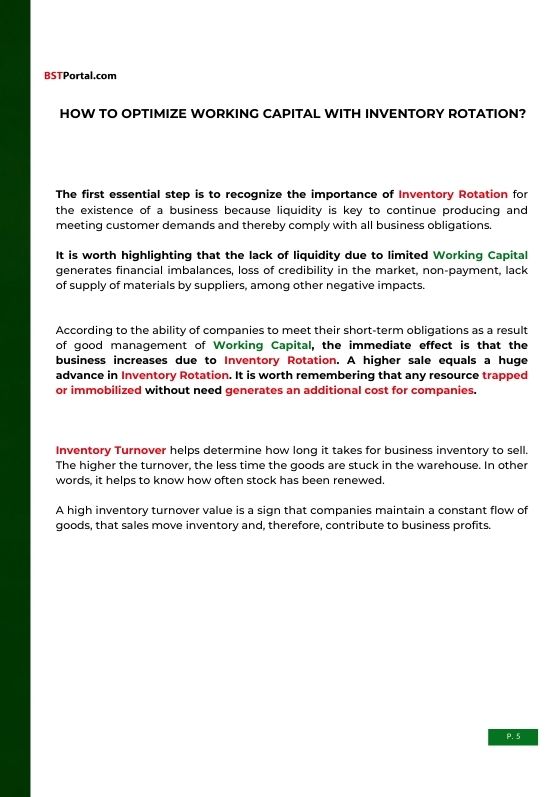 BSTPortal.com
HOW TO OPTIMIZE WORKING CAPITAL WITH INVENTORY ROTATION?
The first essential step is to recognize the importance of Inventory Rotation for
the existence of a business because liquidity is key to continue producing and
meeting customer demands and thereby comply with all business obligations.
It is worth highlighting that the lack of liquidity due to limited Working Capital
generates financial imbalances, loss of credibility in the market, non-payment, lack
of supply of materials by suppliers, among other negative impacts.
According to the ability of companies to meet their short-term obligations as a result
of good management of Working Capital, the immediate effect is that the
business increases due to Inventory Rotation. A higher sale equals a huge
advance in Inventory Rotation. It is worth remembering that any resource trapped
or immobilized without need generates an additional cost for companies.
Inventory Turnover helps determine how long it takes for business inventory to sell.
The higher the turnover, the less time the goods are stuck in the warehouse. In other
words, it helps to know how often stock has been renewed.
A high inventory turnover value is a sign that companies maintain a constant flow of
goods, that sales move inventory and, therefore, contribute to business profits.
P. 5